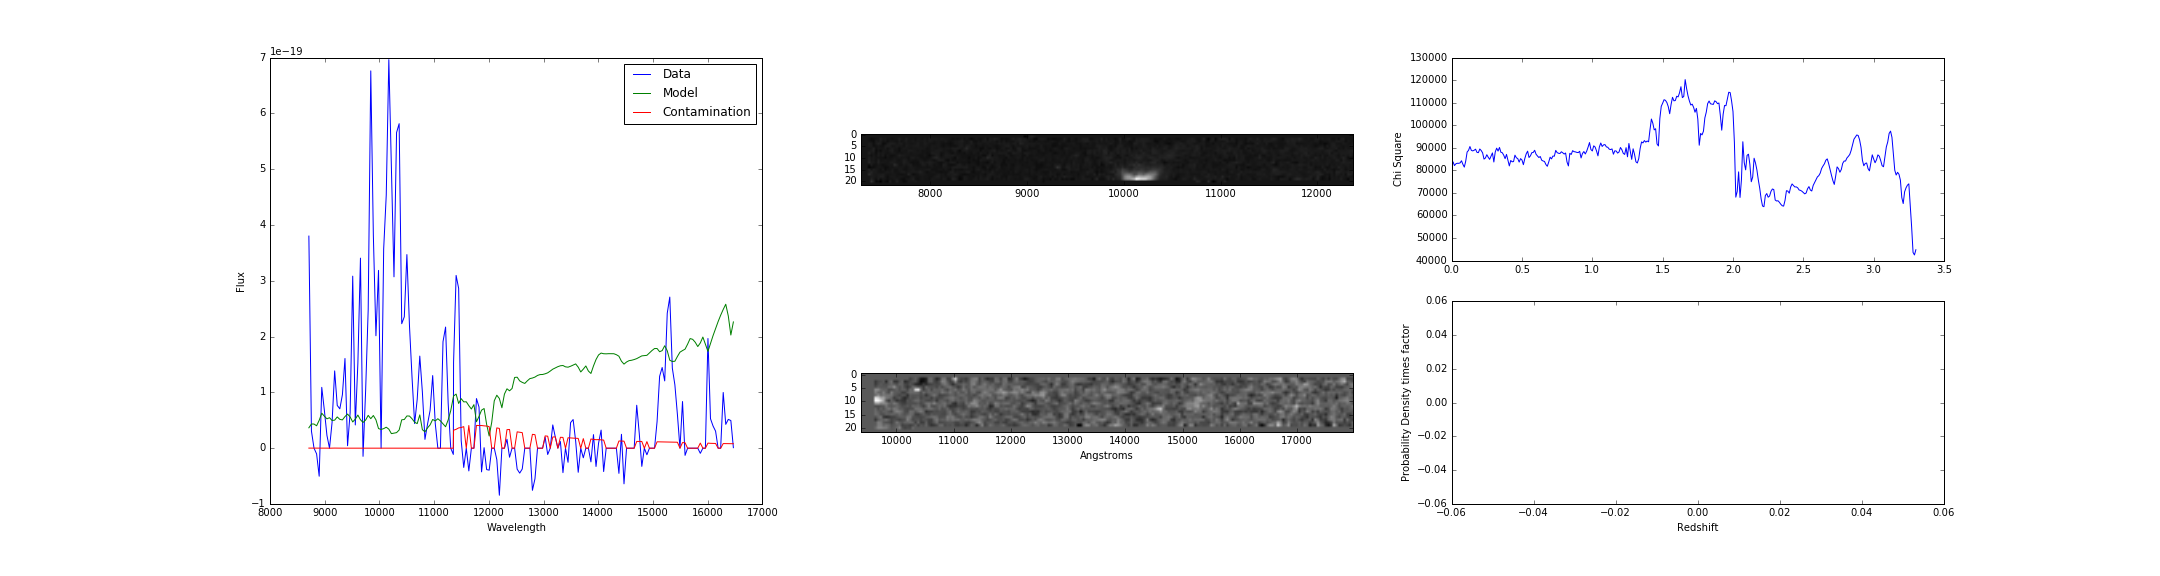 1e−19
7
6
5
4
3
2
1
0
−1
8000 9000 10000 11000 12000 13000 14000 15000 16000 17000
Flux
Wavelength
Data
Model
Contamination
0
5
10
15
20
8000 9000 10000 11000 12000
0
5
10
15
20
10000 11000 12000 13000 14000 15000 16000 17000
Angstroms
130000
120000
110000
100000
90000
80000
70000
60000
50000
40000
0.0 0.5 1.0 1.5 2.0 2.5 3.0 3.5
Chi Square
0.06
0.04
0.02
0.00
−0.02
−0.04
−0.06
−0.06 −0.04 −0.02 0.00 0.02 0.04 0.06
Probability Density times factor
Redshift